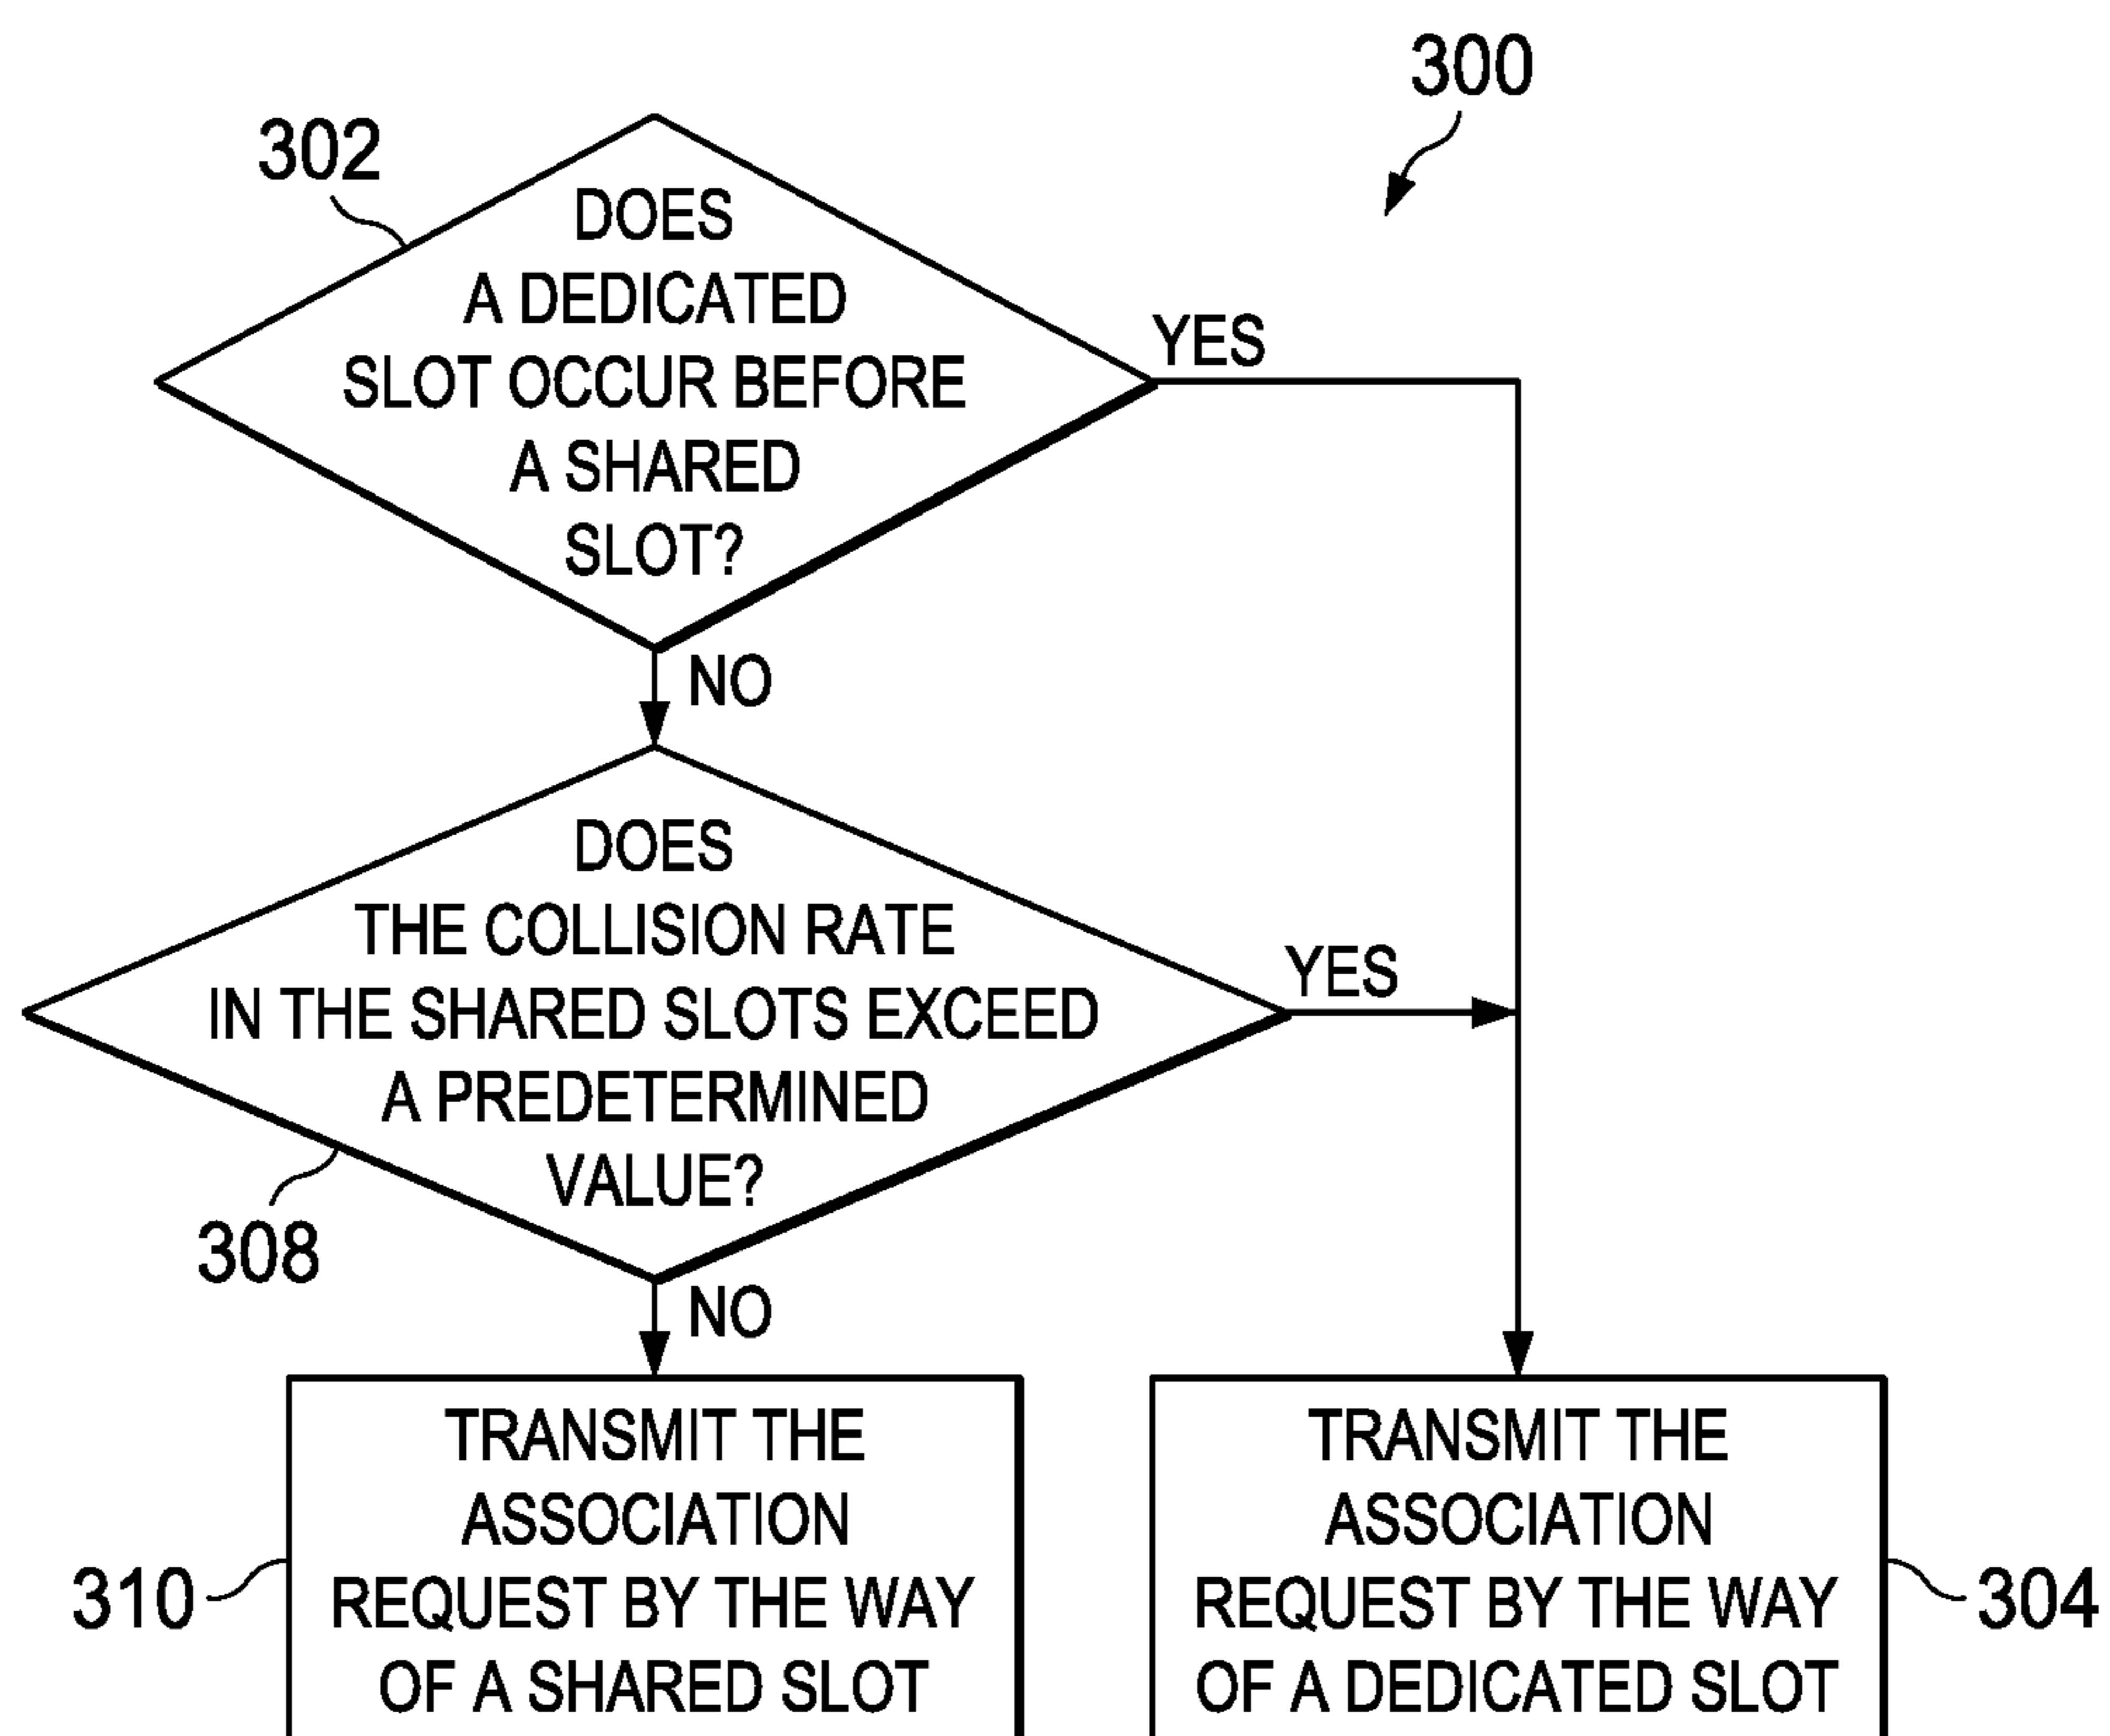 300
302
DOES
A DEDICATED
SLOT OCCUR BEFORE
A SHARED
SLOT?
YES
NO
DOES
THE COLLISION RATE
IN THE SHARED SLOTS EXCEED
A PREDETERMINED
VALUE?
YES
308
NO
TRANSMIT THE
ASSOCIATION
REQUEST BY THE WAY
OF A SHARED SLOT
310
TRANSMIT THE
ASSOCIATION
REQUEST BY THE WAY
OF A DEDICATED SLOT
304